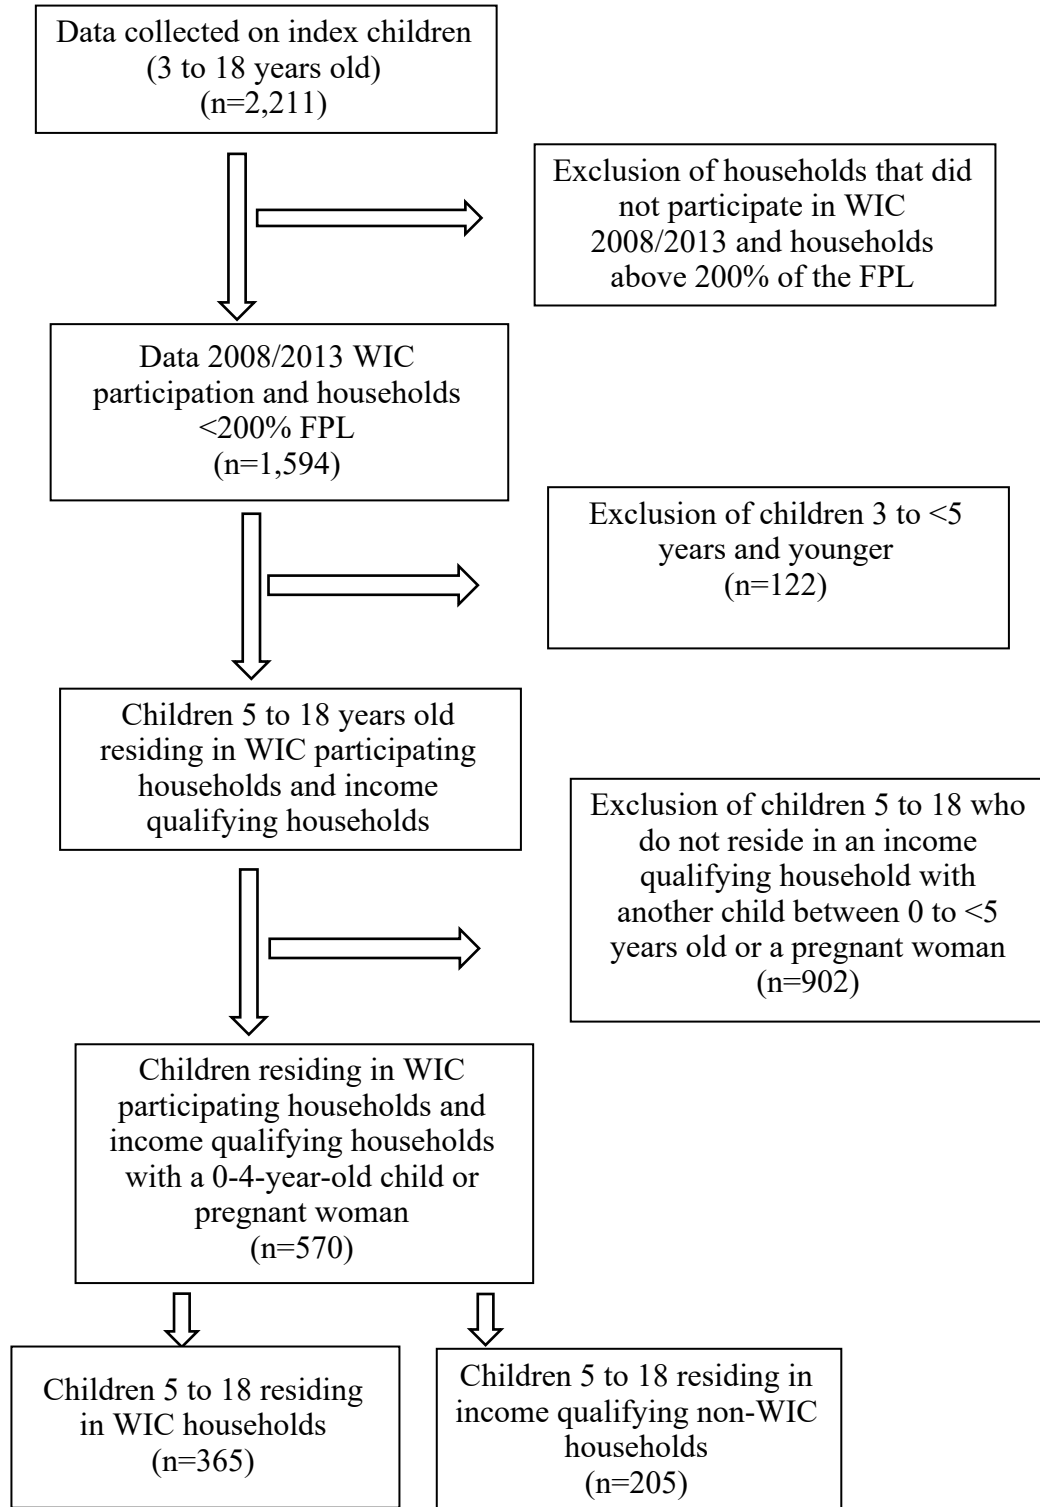 Data collected on index children
(3 to 18 years old)
(n=2,211)
Exclusion of households that did
not participate in WIC
2008/2013 and households
above 200% of the FPL
Data 2008/2013 WIC
participation and households
<200% FPL
(n=1,594)
Exclusion of children 3 to <5
years and younger
(n=122)
Children 5 to 18 years old
residing in WIC participating
households and income
qualifying households
Exclusion of children 5 to 18 who
do not reside in an income
qualifying household with
another child between 0 to <5
years old or a pregnant woman
(n=902)
Children residing in WIC
participating households and
income qualifying households
with a 0-4-year-old child or
pregnant woman
(n=570)
Children 5 to 18 residing
in WIC households
(n=365)
Children 5 to 18 residing in
income qualifying non-WIC
households
(n=205)